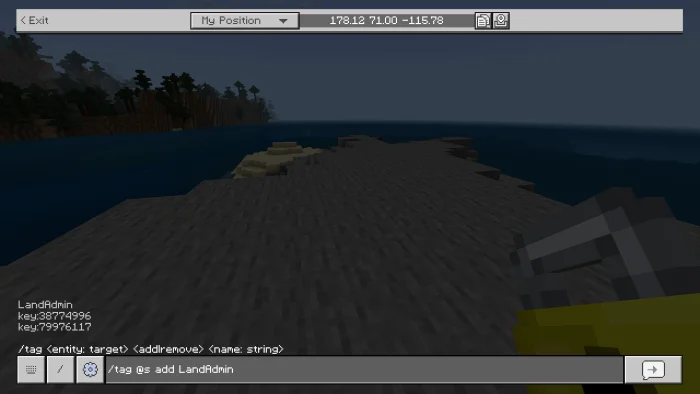 < Exit
My Position
178.12 71.00 -115.78
LandAdmin
key:38774996
key:79976117
/tag <entity: target> <add|remove> <name: string>
/
/tag @s add LandAdmin